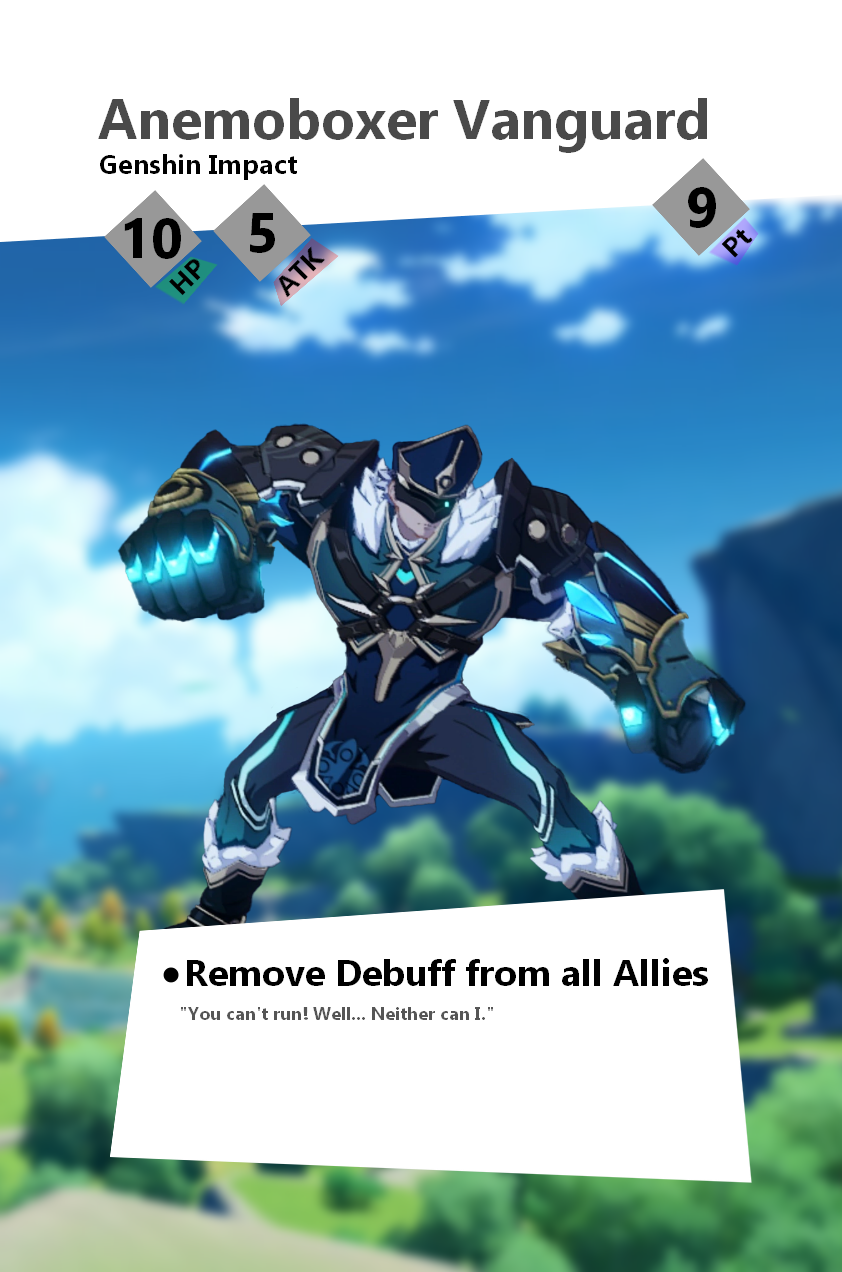 Anemoboxer Vanguard
Genshin Impact
10 HP
5 ATK
9 Pt
•Remove Debuff from all Allies
"You can't run! Well... Neither can I."